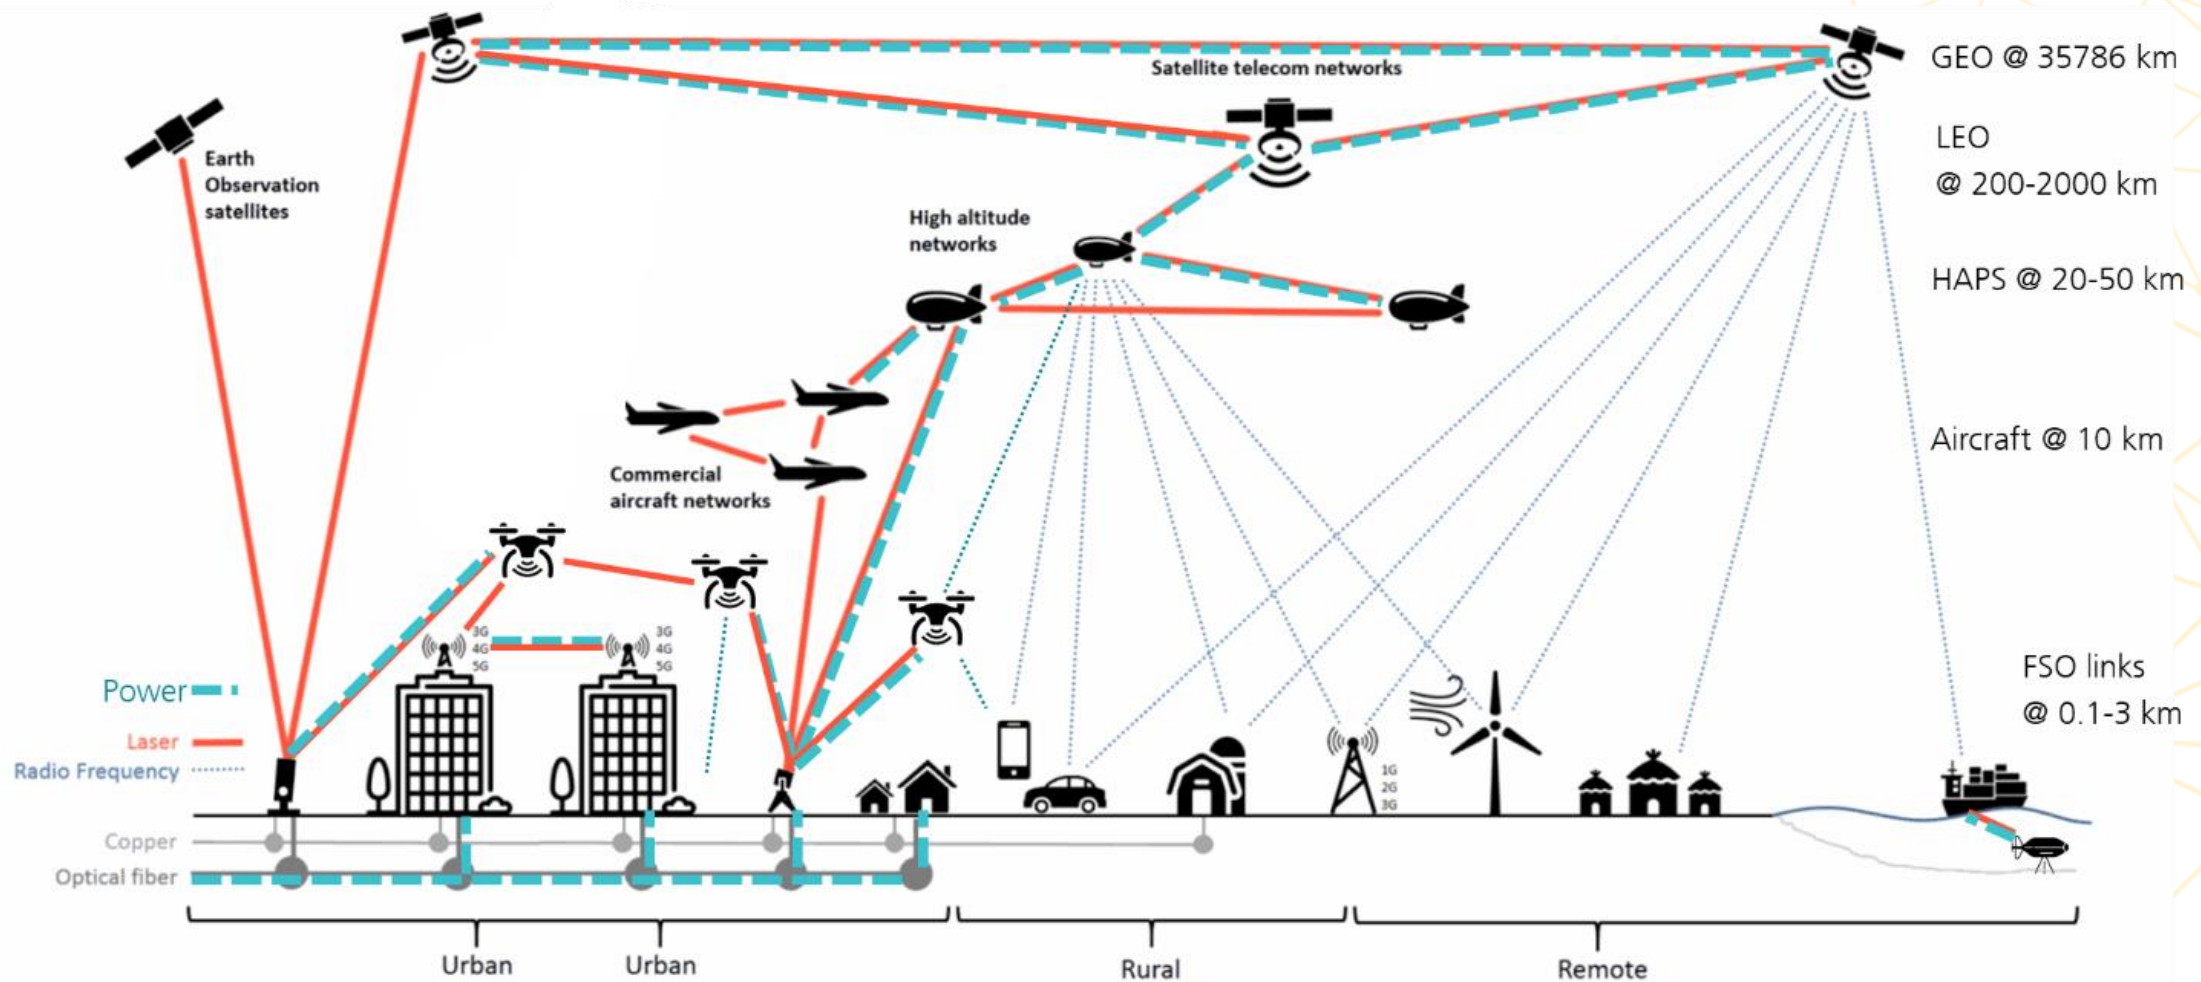 Satellite telecom networks
GEO @ 35786 km
LEO
@ 200-2000 km
Earth
Observation
satellites
High altitude
networks
HAPS @ 20-50 km
Aircraft @ 10 km
Commercial
aircraft networks
3G
4G
5G
3G
4G
5G
FSO links
@ 0.1-3 km
Power
Laser
Radio Frequency
1G
2G
3G
Copper
Optical fiber
Urban
Urban
Rural
Remote